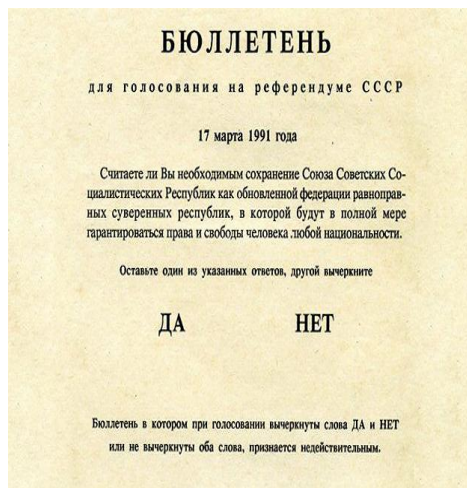 БЮЛЛЕТЕНЬ
для голосования на референдуме СССР
17 марта 1991 года
Считаете ли Вы необходимым сохранение Союза Советских Со-
циалистических Республик как обновленной федерации равноправ-
ных суверенных республик, в которой будут в полной мере
гарантироваться права и свободы человека любой национальности.
Оставьте один из указанных ответов, другой вычеркните
ДА НЕТ
Бюллетень в котором при голосовании вычеркнуты слова ДА и НЕТ
или не вычеркнуты оба слова, признается недействительным.